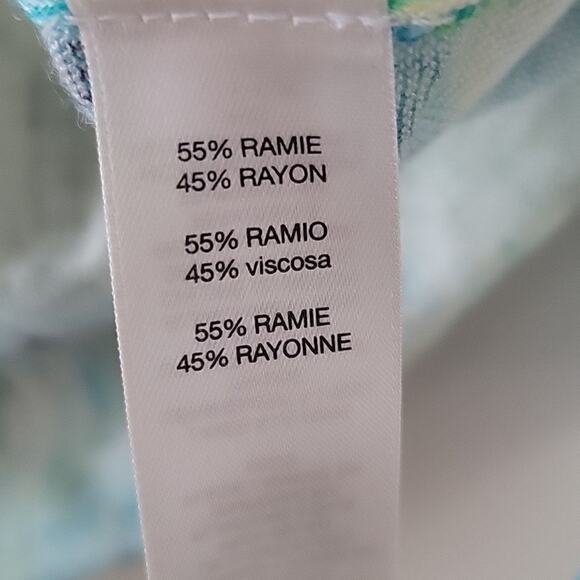 55% RAMIE
45% RAYON
55% RAMIO
45% viscosa
55% RAMIE
45% RAYONNE